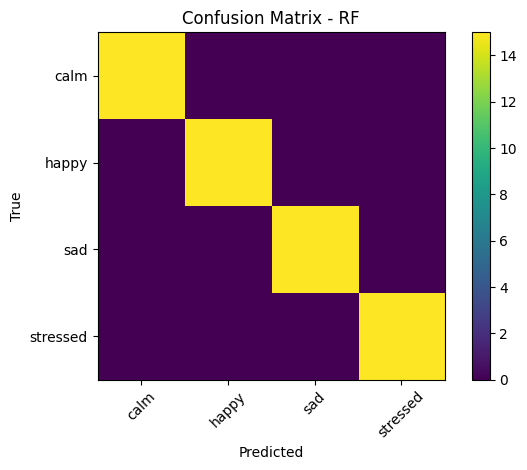 Confusion Matrix - RF
True
calm
happy
sad
stressed
calm
happy
sad
stressed
Predicted
14
12
10
8
6
4
2
0